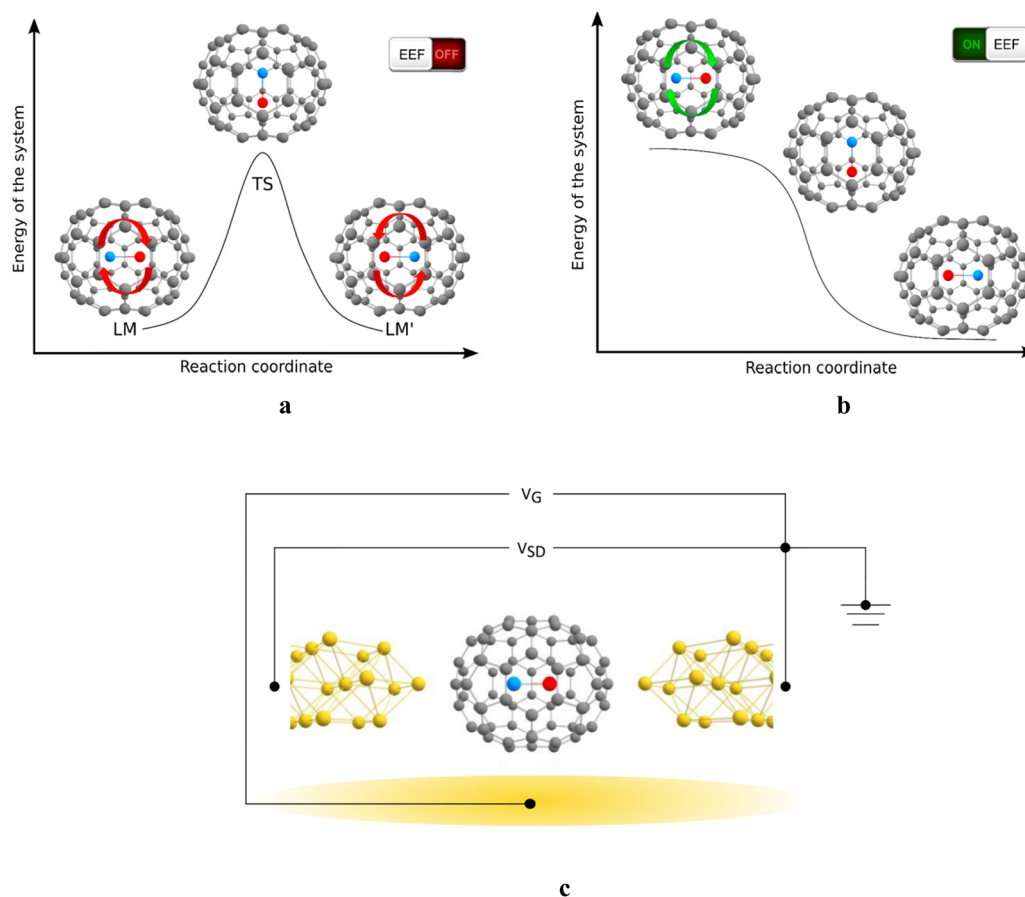 EEF OFF
Energy of the system
TS
LM
LM'
Reaction coordinate
a
ON EEF
Energy of the system
Reaction coordinate
b
VG
VSD
c